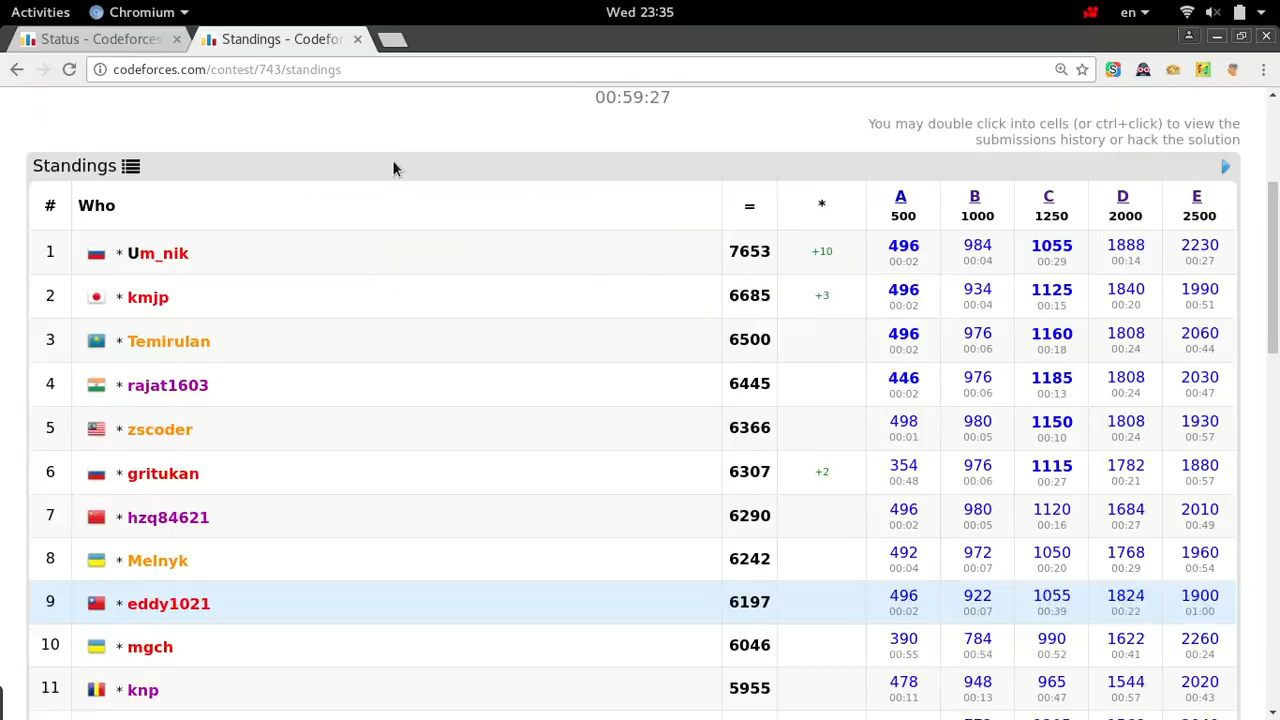 Activities Chromium Wed 23:35 en
Status - Codeforces × Standings - Codefor ×
codeforces.com/contest/743/standings
00:59:27
You may double click into cells (or ctrl+click) to view the
submissions history or hack the solution
Standings
# Who = * A B C D E
500 1000 1250 2000 2500
1 * Um_nik 7653 +10 496 984 1055 1888 2230
00:02 00:04 00:29 00:14 00:27
2 * kmjp 6685 +3 496 934 1125 1840 1990
00:02 00:04 00:15 00:20 00:51
3 * Temirulan 6500 496 976 1160 1808 2060
00:02 00:06 00:18 00:24 00:44
4 * rajat1603 6445 446 976 1185 1808 2030
00:02 00:06 00:13 00:24 00:47
5 * zscoder 6366 498 980 1150 1808 1930
00:01 00:05 00:10 00:24 00:57
6 * gritukan 6307 +2 354 976 1115 1782 1880
00:48 00:06 00:27 00:21 00:57
7 * hzq84621 6290 496 980 1120 1684 2010
00:02 00:05 00:16 00:27 00:49
8 * Melnyk 6242 492 972 1050 1768 1960
00:04 00:07 00:20 00:29 00:54
9 * eddy1021 6197 496 922 1055 1824 1900
00:02 00:07 00:39 00:22 01:00
10 * mgch 6046 390 784 990 1622 2260
00:55 00:54 00:52 00:41 00:24
11 * knp 5955 478 948 965 1544 2020
00:11 00:13 00:47 00:57 00:43